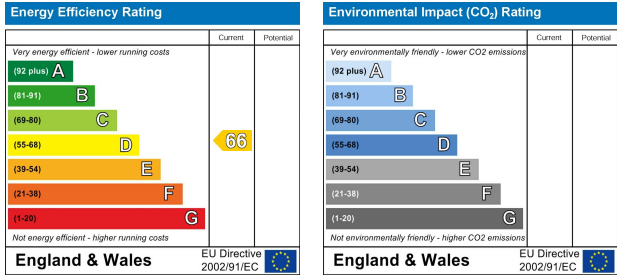 Energy Efficiency Rating
Current Potential
Very energy efficient - lower running costs
(92 plus) A
(81-91) B
(69-80) C
(55-68) D
66
(39-54) E
(21-38) F
(1-20) G
Not energy efficient - higher running costs
England & Wales
EU Directive
2002/91/EC
Environmental Impact (CO2) Rating
Current Potential
Very environmentally friendly - lower CO2 emissions
(92 plus) A
(81-91) B
(69-80) C
(55-68) D
(39-54) E
(21-38) F
(1-20) G
Not environmentally friendly - higher CO2 emissions
England & Wales
EU Directive
2002/91/EC